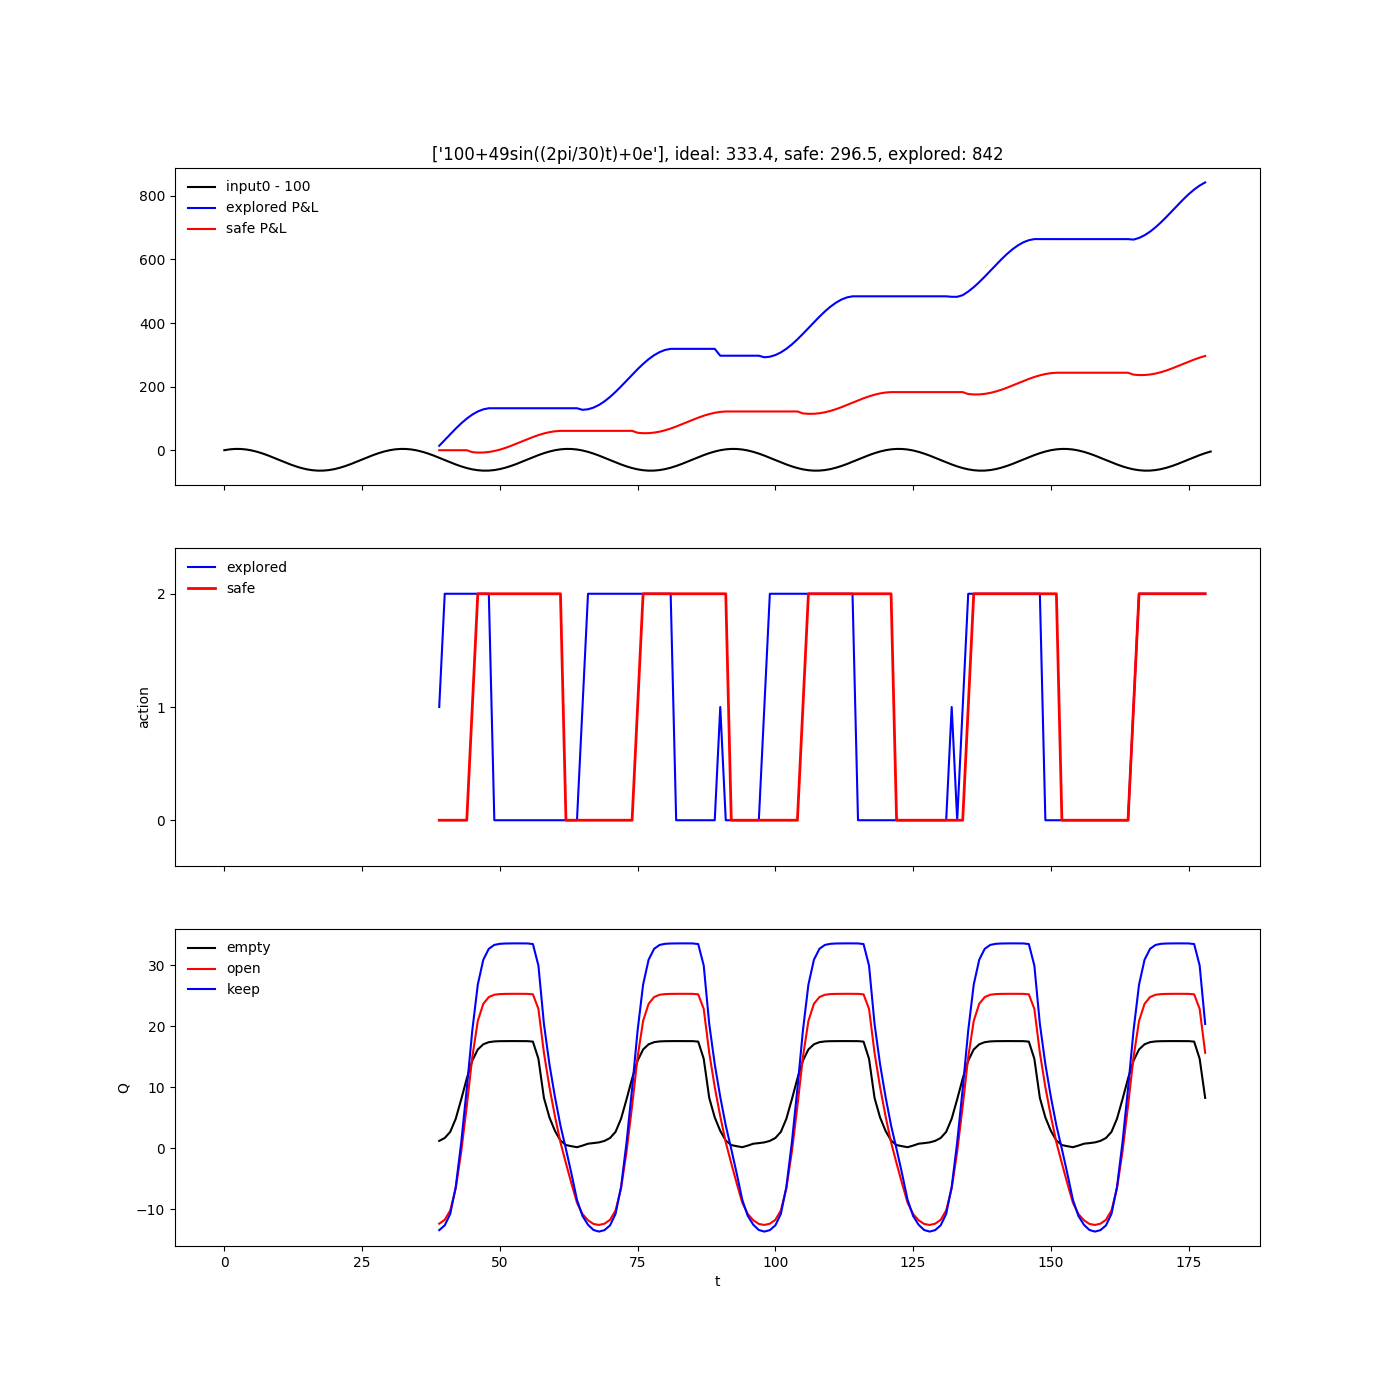 ['100+49sin((2pi/30)t)+0e'], ideal: 333.4, safe: 296.5, explored: 842
input0 - 100
explored P&L
safe P&L
800
600
400
200
0
explored
safe
action
2
1
0
empty
open
keep
Q
30
20
10
0
−10
0 25 50 75 100 125 150 175
t